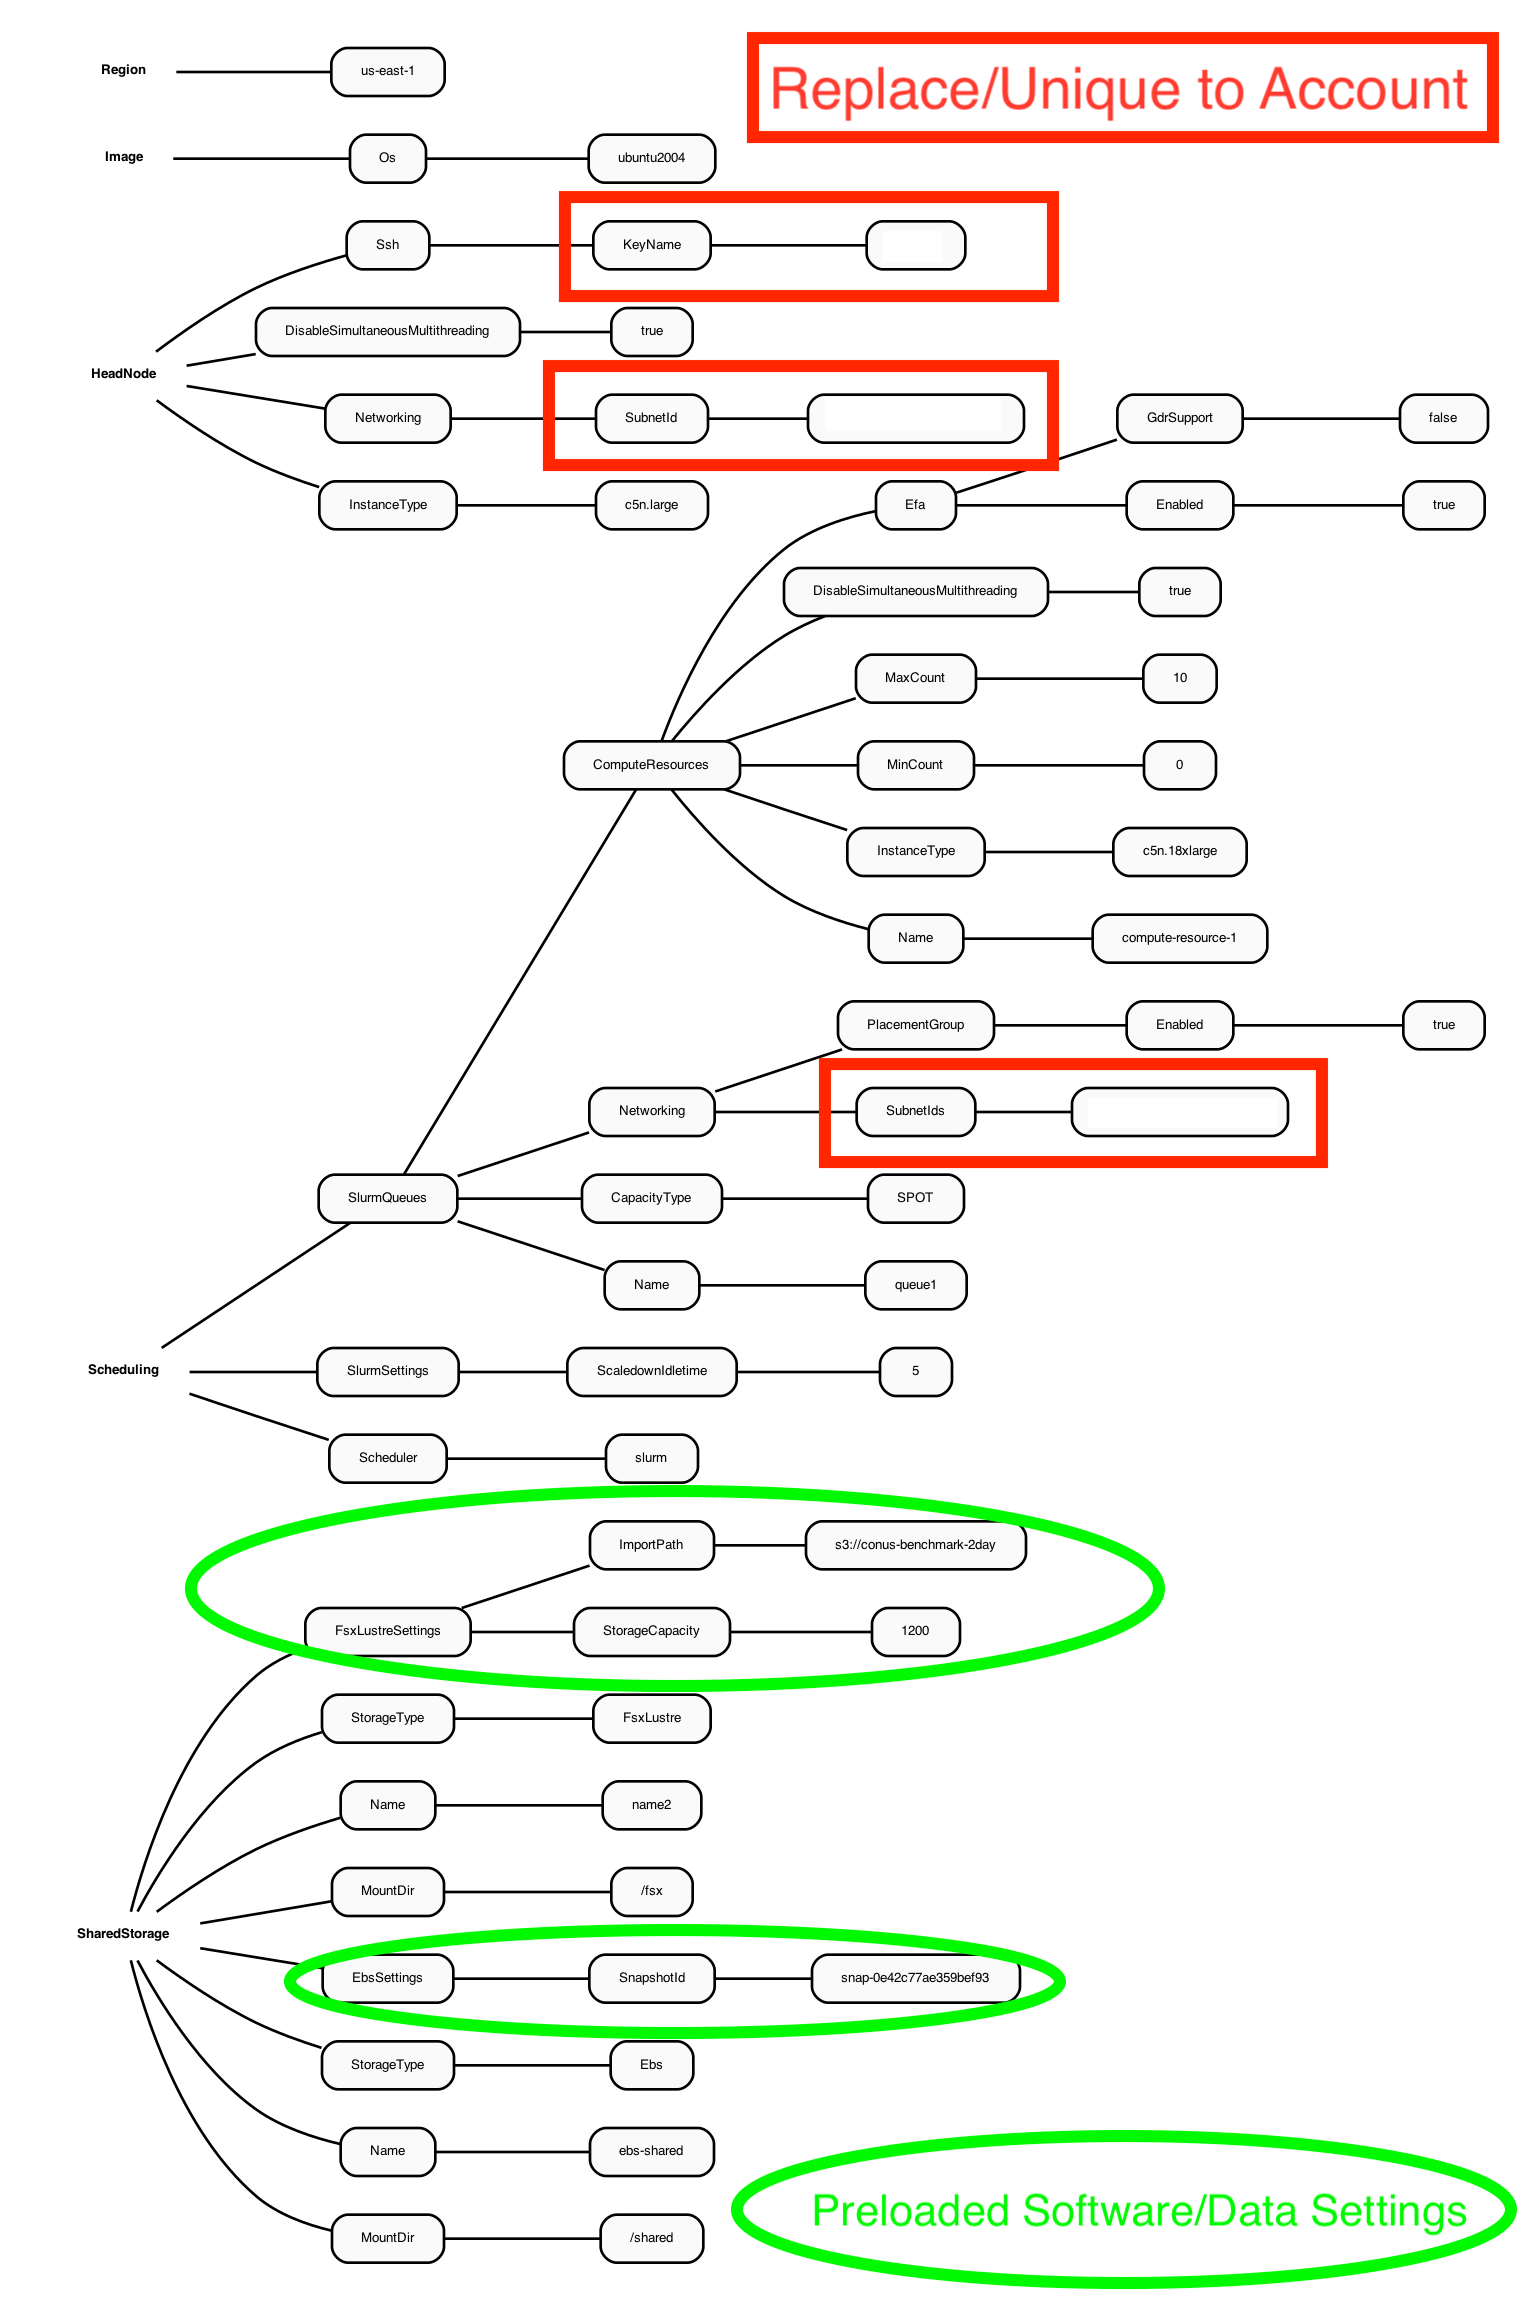 Region us-east-1
Replace/Unique to Account
Image Os ubuntu2004
Ssh KeyName
DisableSimultaneousMultithreading true
HeadNode
Networking SubnetId GdrSupport false
InstanceType c5n.large Efa Enabled true
DisableSimultaneousMultithreading true
MaxCount 10
ComputeResources MinCount 0
InstanceType c5n.18xlarge
Name compute-resource-1
PlacementGroup Enabled true
Networking SubnetIds
SlurmQueues CapacityType SPOT
Name queue1
Scheduling SlurmSettings ScaledownIdletime 5
Scheduler slurm
ImportPath s3://conus-benchmark-2day
FsxLustreSettings StorageCapacity 1200
StorageType FsxLustre
Name name2
MountDir /fsx
SharedStorage
EbsSettings SnapshotId snap-0e42c77ae359bef93
StorageType Ebs
Name ebs-shared
Preloaded Software/Data Settings
MountDir /shared